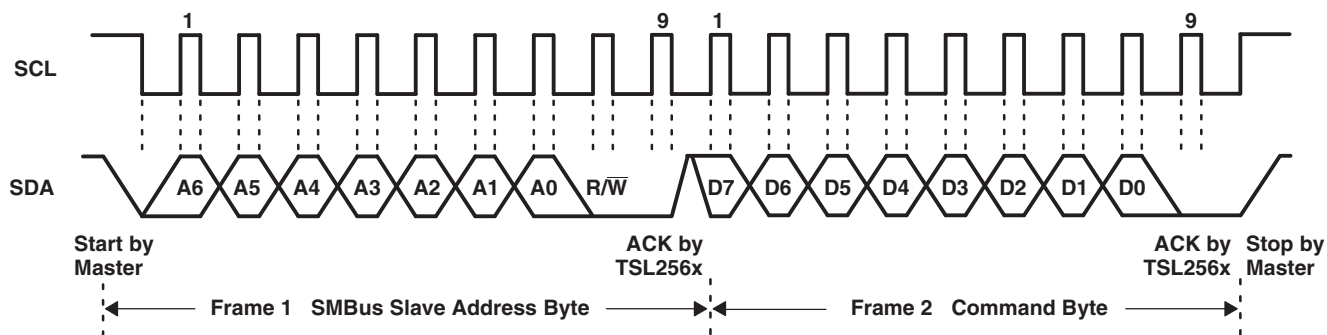 1 9 1 9
SCL
SDA
A6 A5 A4 A3 A2 A1 A0 R/W̅ D7 D6 D5 D4 D3 D2 D1 D0
Start by
Master
ACK by
TSL256x
ACK by
TSL256x
Stop by
Master
Frame 1 SMBus Slave Address Byte
Frame 2 Command Byte